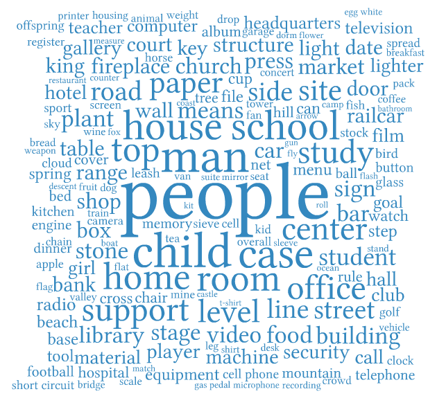 printer housing animal weight drop egg white
offspring teacher computer album garage dorm flower television
register measure horse headquarters spread
gallery court key structure light date breakfast
king fireplace church press market lighter
restaurant counter concert pack
hotel road paper cup side site door coffee
sport screen tree file tower camp fish bathroom
sky plant wall means fan hill can railcar
coast arrow stock
wine fox house school film
bread table top man car study bird
weapon gun fly
cloud cover net menu ball flash button
spring range leash van suite mirror seat sign glass
descent fruit dog people goal
bed shop kit roll bar watch
kitchen train camera memory sieve cell kid center step
engine box
chain boat tea child case overall sleeve stand
dinner stone student
apple girl flat home room ocean rule hall
flag bank office club
radio valley cross chair mine castle
t-shirt golf
beach support level line street
base library stage video food building vehicle
tool material player leg shirt machine desk security call clock
football hospital match equipment cell phone mountain telephone
short circuit bridge scale gas pedal microphone recording crowd